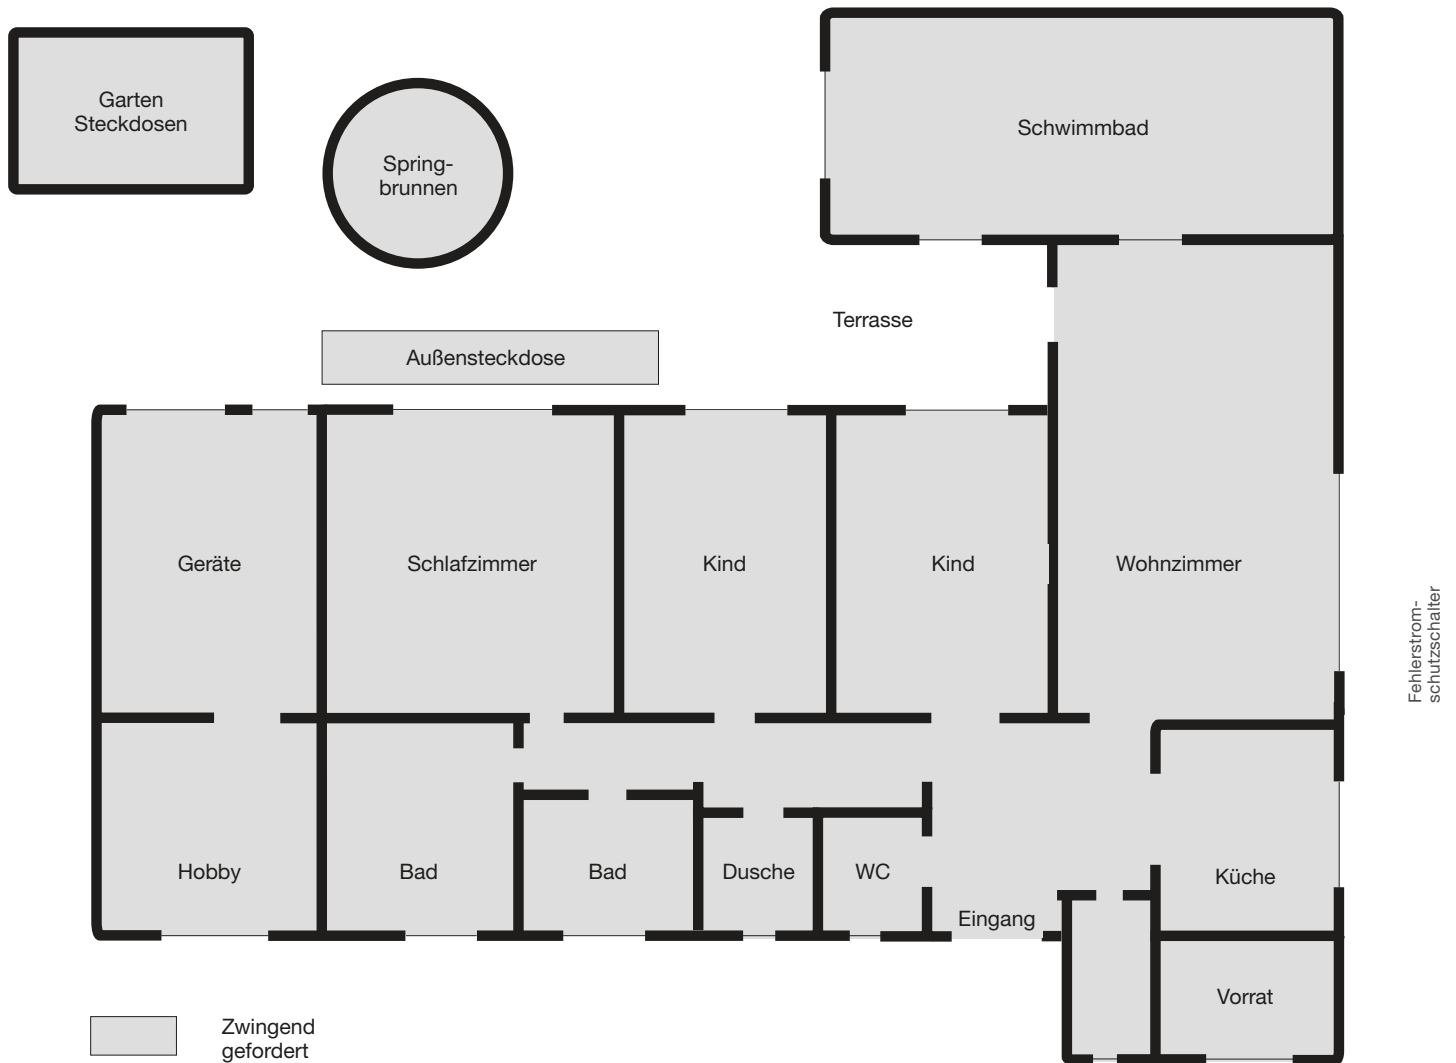 Garten
Steckdosen
Spring-
brunnen
Schwimmbad
Terrasse
Außensteckdose
Geräte
Schlafzimmer
Kind
Kind
Wohnzimmer
Fehlerstrom-
schutzschalter
Hobby
Bad
Bad
Dusche
WC
Küche
Eingang
Vorrat
Zwingend
gefordert